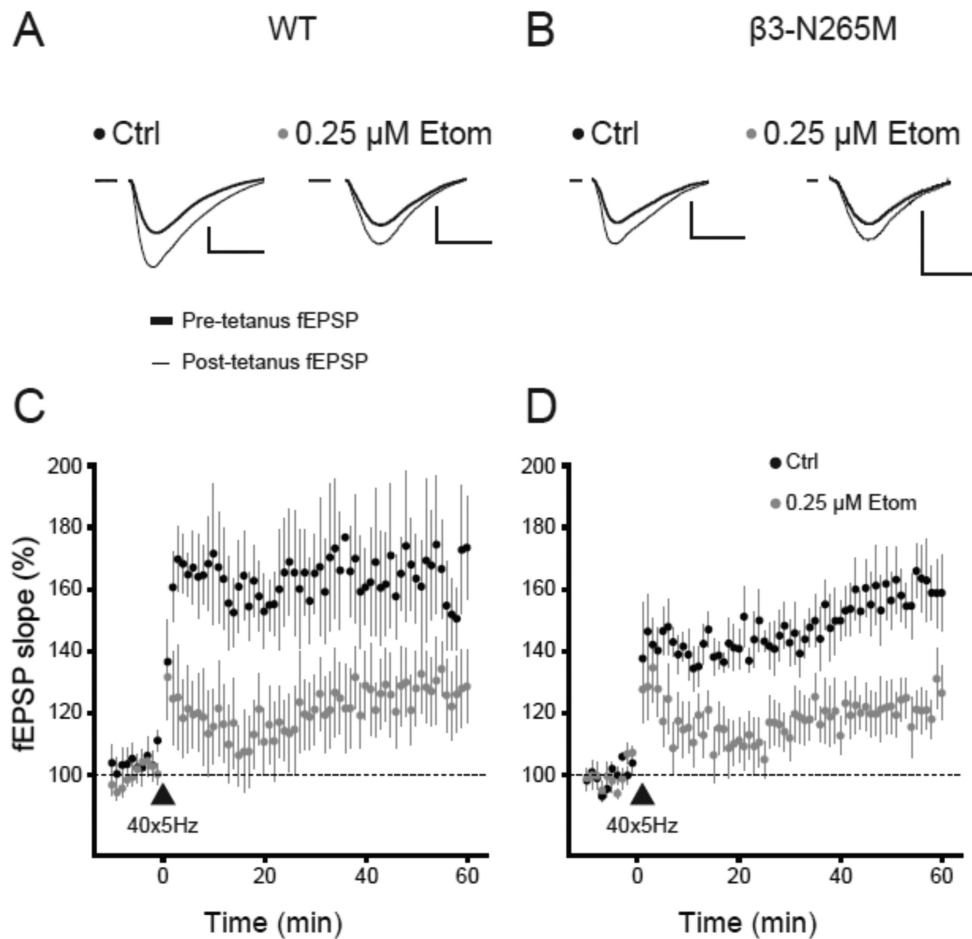 A WT B β3-N265M
Ctrl 0.25 µM Etom Ctrl 0.25 µM Etom
Pre-tetanus fEPSP
Post-tetanus fEPSP
C D
fEPSP slope (%)
200
180
160
140
120
100
40x5Hz
0 20 40 60
Time (min)
Ctrl
0.25 µM Etom
200
180
160
140
120
100
40x5Hz
0 20 40 60
Time (min)